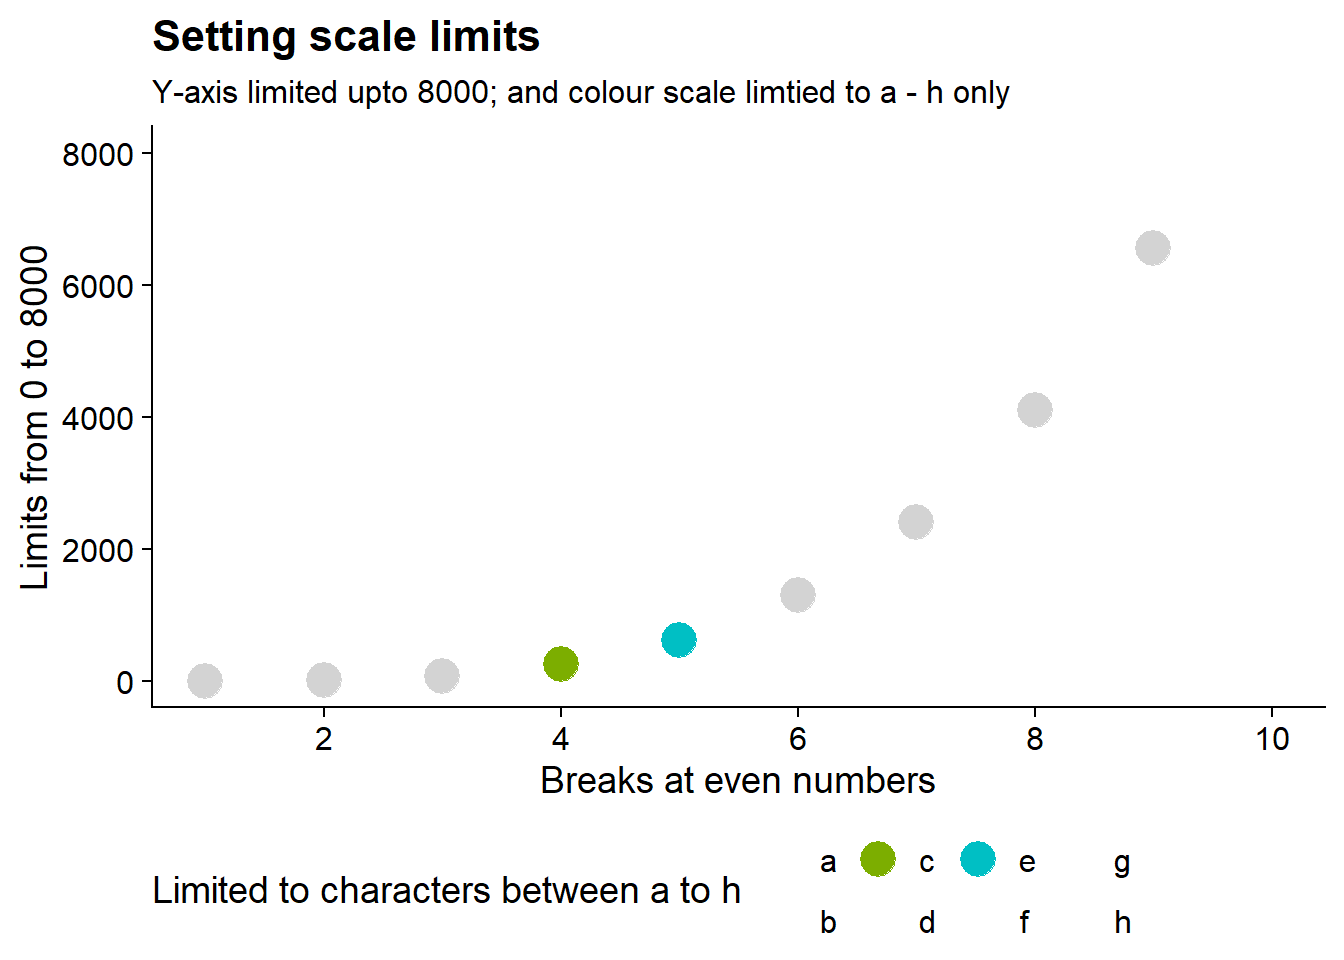 Setting scale limits
Y-axis limited upto 8000; and colour scale limtied to a - h only
8000
6000
4000
2000
0
Limits from 0 to 8000
2 4 6 8 10
Breaks at even numbers
Limited to characters between a to h
a c e g
b d f h